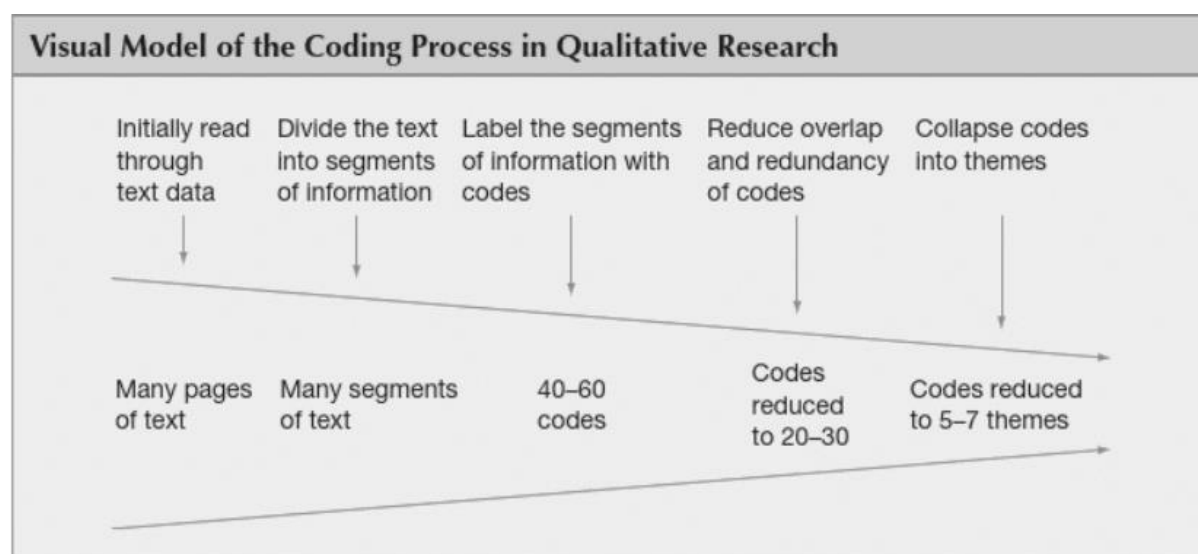 Visual Model of the Coding Process in Qualitative Research
Initially read
through
text data
Divide the text
into segments
of information
Label the segments
of information with
codes
Reduce overlap
and redundancy
of codes
Collapse codes
into themes
Many pages
of text
Many segments
of text
40–60
codes
Codes
reduced
to 20–30
Codes reduced
to 5–7 themes